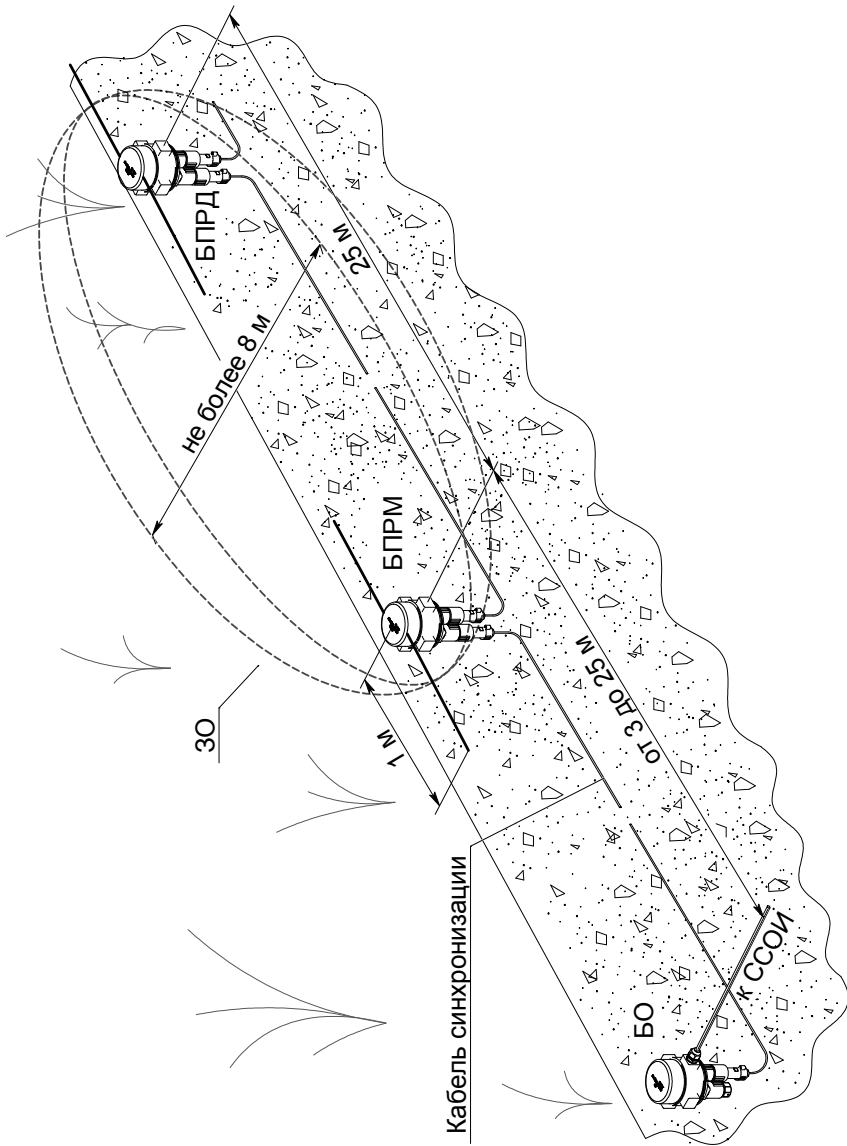 БПРД
25 м
не более 8 м
БПРМ
ЗО
1 м
от 3 до 25 м
Кабель синхронизации
БО
к ССОИ